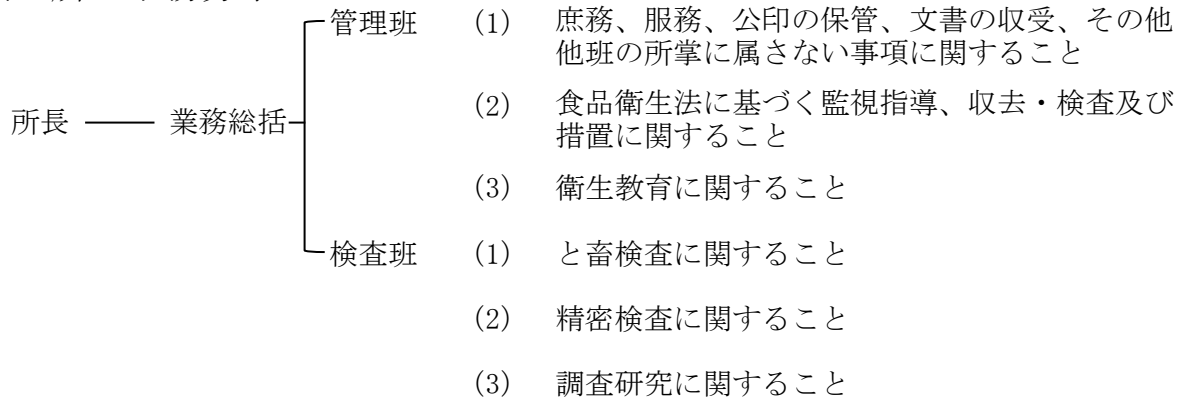 管理班 (1) 庶務、服務、公印の保管、文書の収受、その他
他班の所掌に属さない事項に関すること
所長 業務総括
(2) 食品衛生法に基づく監視指導、収去・検査及び
措置に関すること
(3) 衛生教育に関すること
検査班 (1) と畜検査に関すること
(2) 精密検査に関すること
(3) 調査研究に関すること